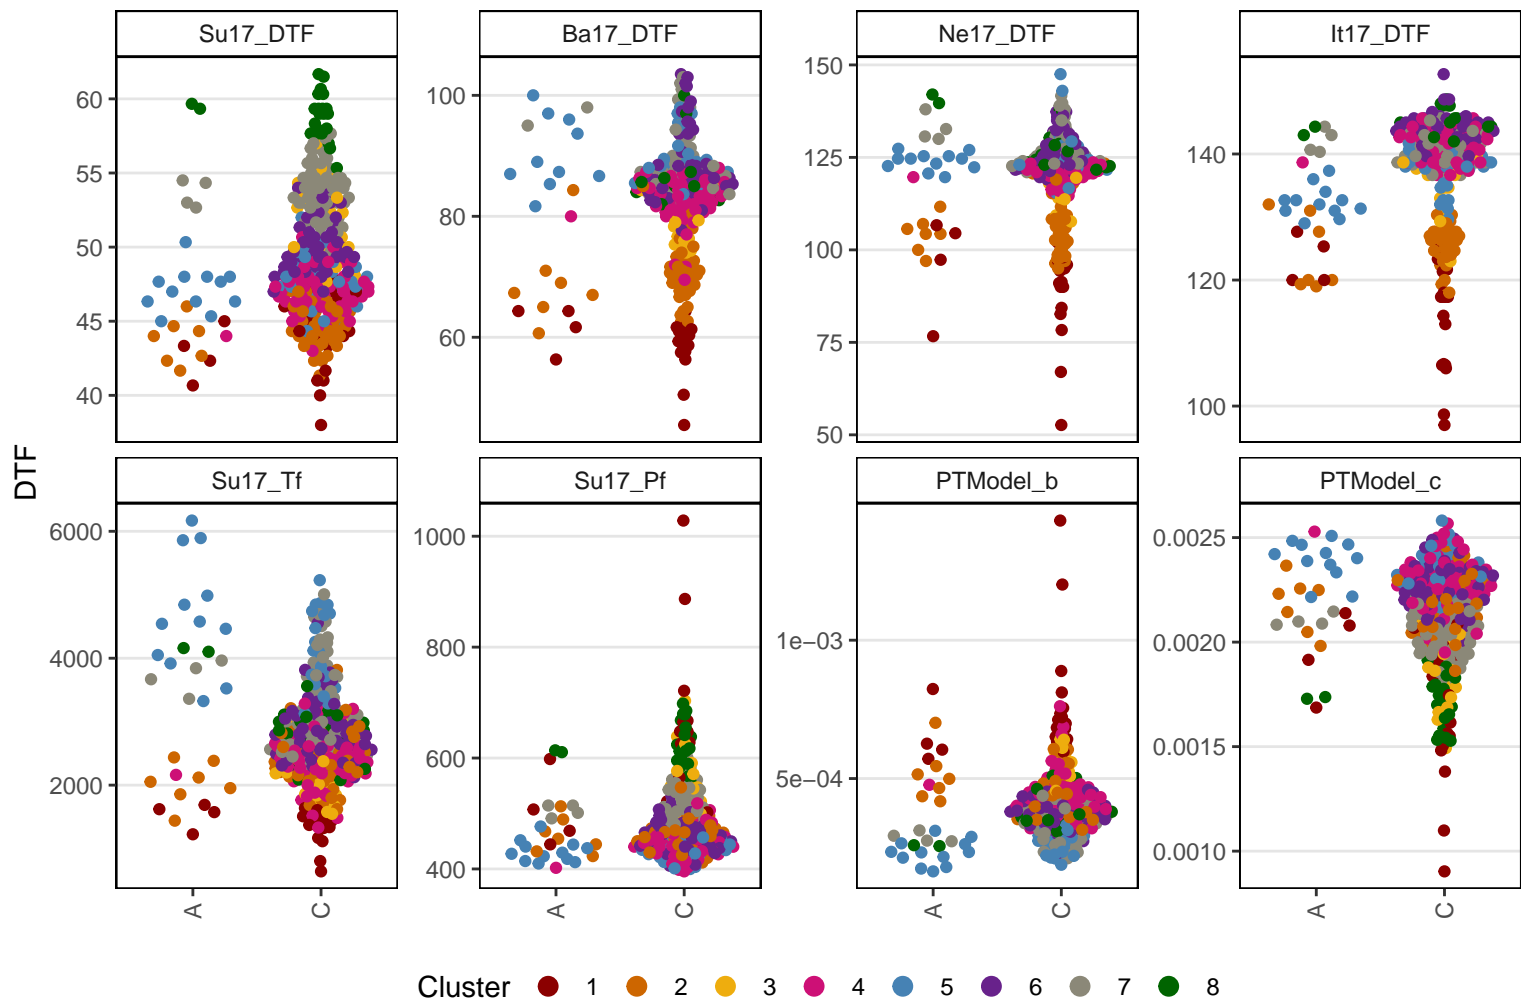 Su17_DTF Ba17_DTF Ne17_DTF It17_DTF
60 55 50 45 40
100 80 60
150 125 100 75 50
140 120 100
DTF
Su17_Tf Su17_Pf PTModel_b PTModel_c
6000 4000 2000
1000 800 600 400
1e−03 5e−04
0.0025 0.0020 0.0015 0.0010
A C A C A C A C
Cluster 1 2 3 4 5 6 7 8